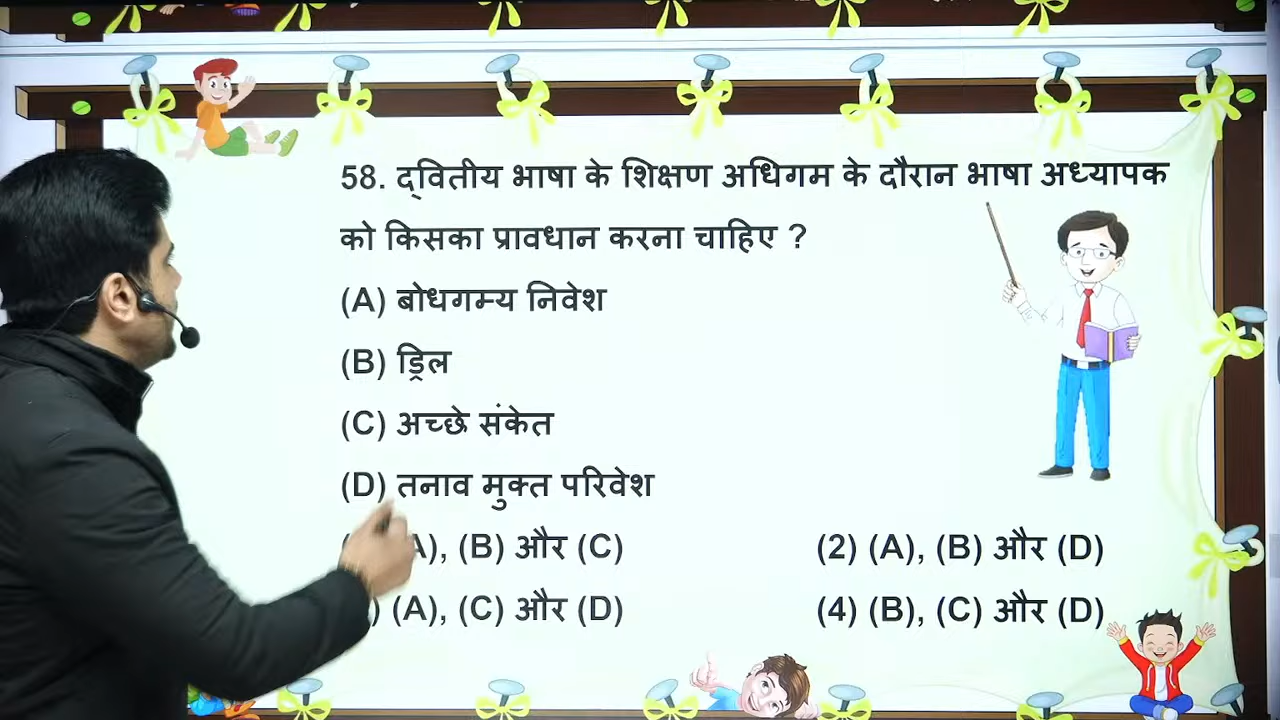 58. द्वितीय भाषा के शिक्षण अधिगम के दौरान भाषा अध्यापक
को किसका प्रावधान करना चाहिए ?
(A) बोधगम्य निवेश
(B) ड्रिल
(C) अच्छे संकेत
(D) तनाव मुक्त परिवेश
A), (B) और (C)
(2) (A), (B) और (D)
) (A), (C) और (D)
(4) (B), (C) और (D)